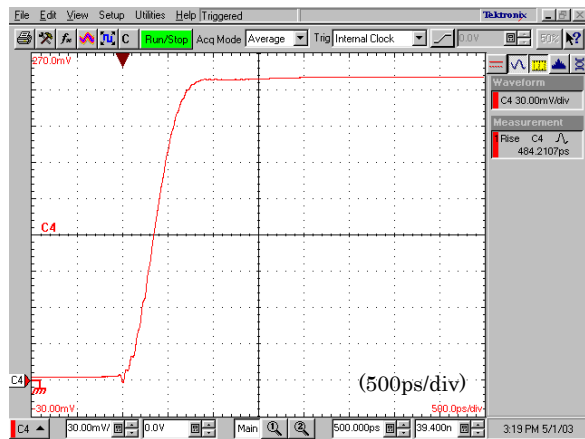 File Edit View Setup Utilities Help Triggered Tektronix
C Run/Stop Acq Mode Average Trig Internal Clock 0.0V 50%
270.0mV
Waveform
C4 30.00mV/div
Measurement
1 Rise C4
484.2107ps
C4
C4
(500ps/div)
-30.00mV 500.0ps/div
C4 30.00mV/ 0.0V Main 500.000ps 39.400n 3:19 PM 5/1/03